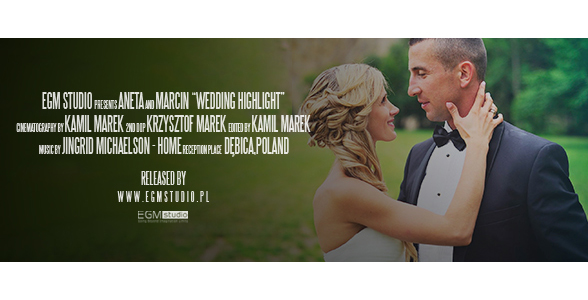 EGM STUDIO PRESENTS ANETA AND MARCIN "WEDDING HIGHLIGHT"
CINEMATOGRAPHY BY KAMIL MAREK 2ND DOP KRZYSZTOF MAREK EDITED BY KAMIL MAREK
MUSIC BY JINGRID MICHAELSON - HOME RECEPTION PLACE DĘBICA,POLAND
RELEASED BY
WWW.EGMSTUDIO.PL
EGM studio